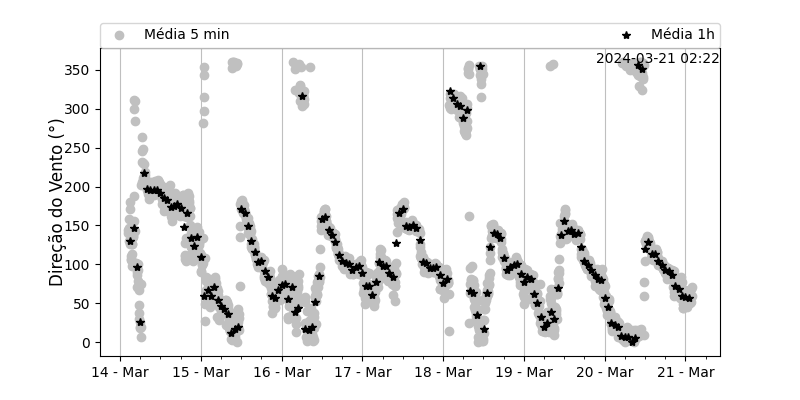 Média 5 min
Média 1h
2024-03-21 02:22
Direção do Vento (°)
350
300
250
200
150
100
50
0
14 - Mar
15 - Mar
16 - Mar
17 - Mar
18 - Mar
19 - Mar
20 - Mar
21 - Mar